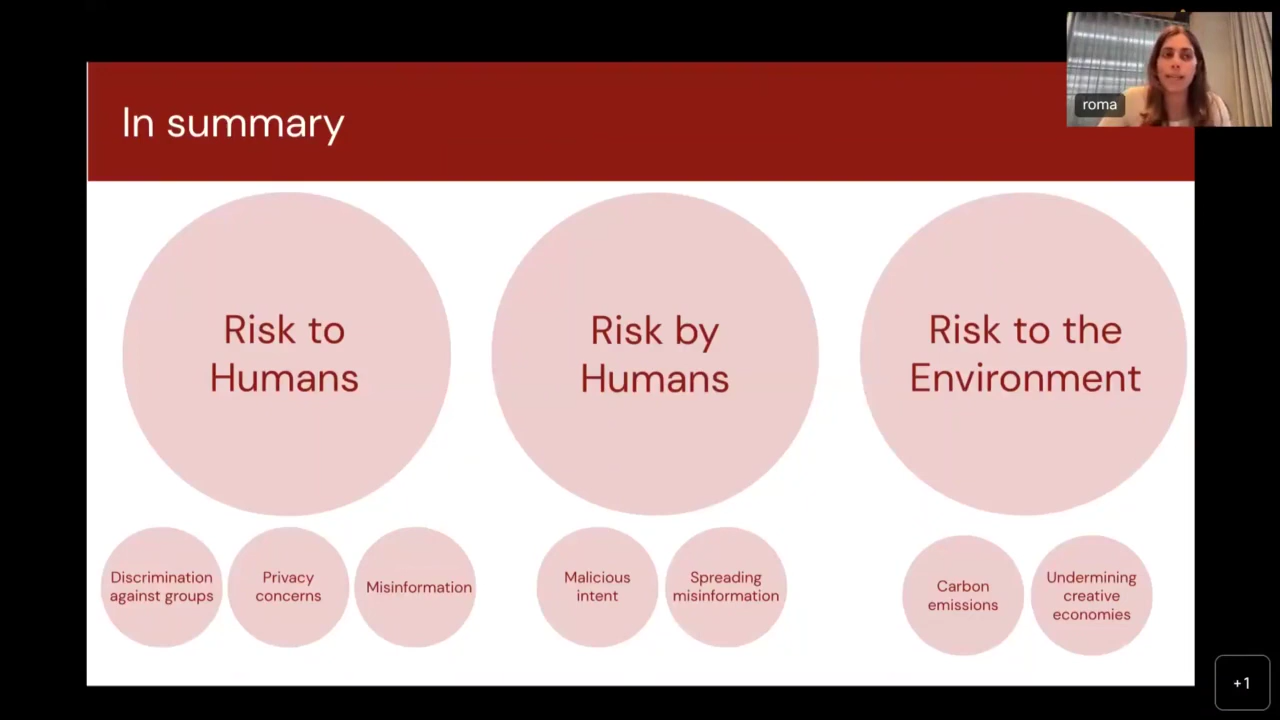 In summary
roma
Risk to
Humans
Risk by
Humans
Risk to the
Environment
Discrimination
against groups
Privacy
concerns
Misinformation
Malicious
intent
Spreading
misinformation
Carbon
emissions
Undermining
creative
economies
+1